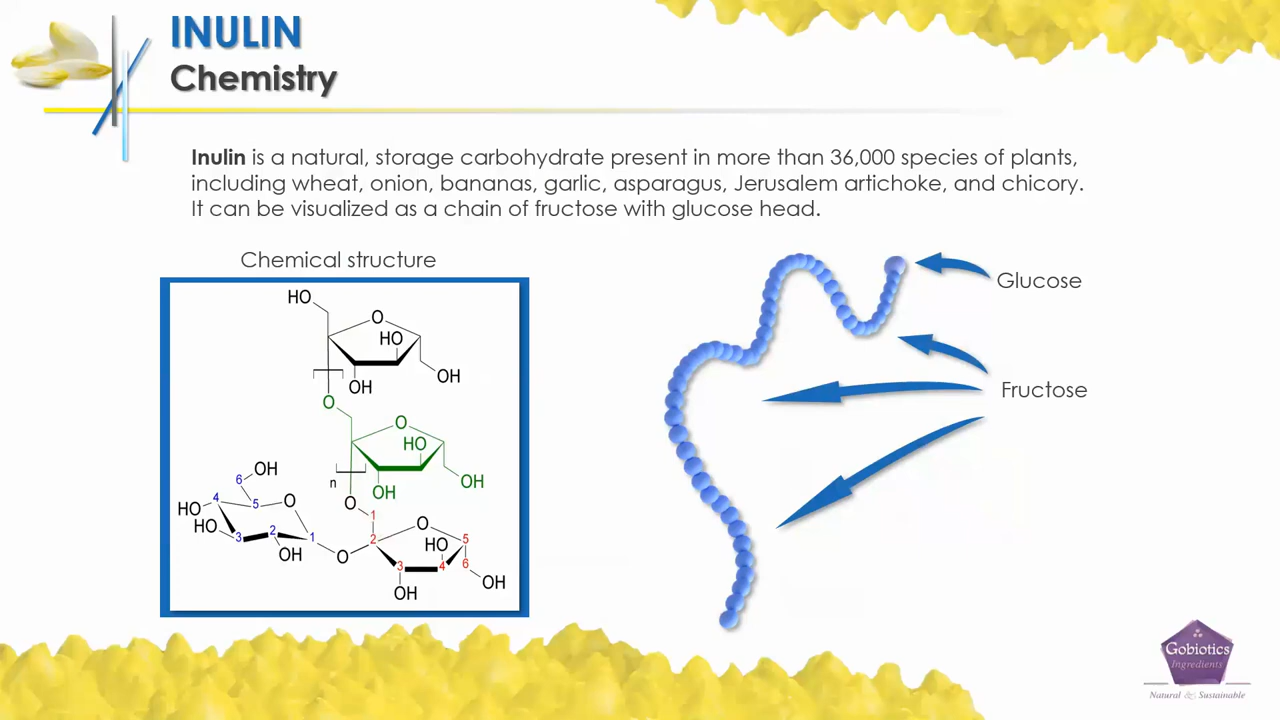 INULIN
Chemistry
Inulin is a natural, storage carbohydrate present in more than 36,000 species of plants,
including wheat, onion, bananas, garlic, asparagus, Jerusalem artichoke, and chicory.
It can be visualized as a chain of fructose with glucose head.
Chemical structure
HO
O
HO
OH
OH
O
O
HO
OH
OH
n
O
6
OH
4
5
O
HO
HO
3
2
1
OH
O
1
2
O
5
HO
3
4
6
OH
OH
Glucose
Fructose
Gobiotics
Ingredients
Natural & Sustainable